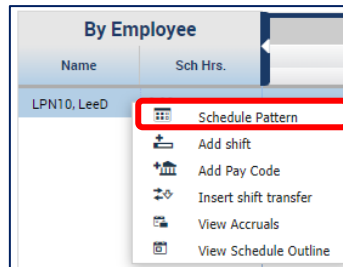 By Employee
Name Sch Hrs.
LPN10, LeeD
Schedule Pattern
Add shift
Add Pay Code
Insert shift transfer
View Accruals
View Schedule Outline